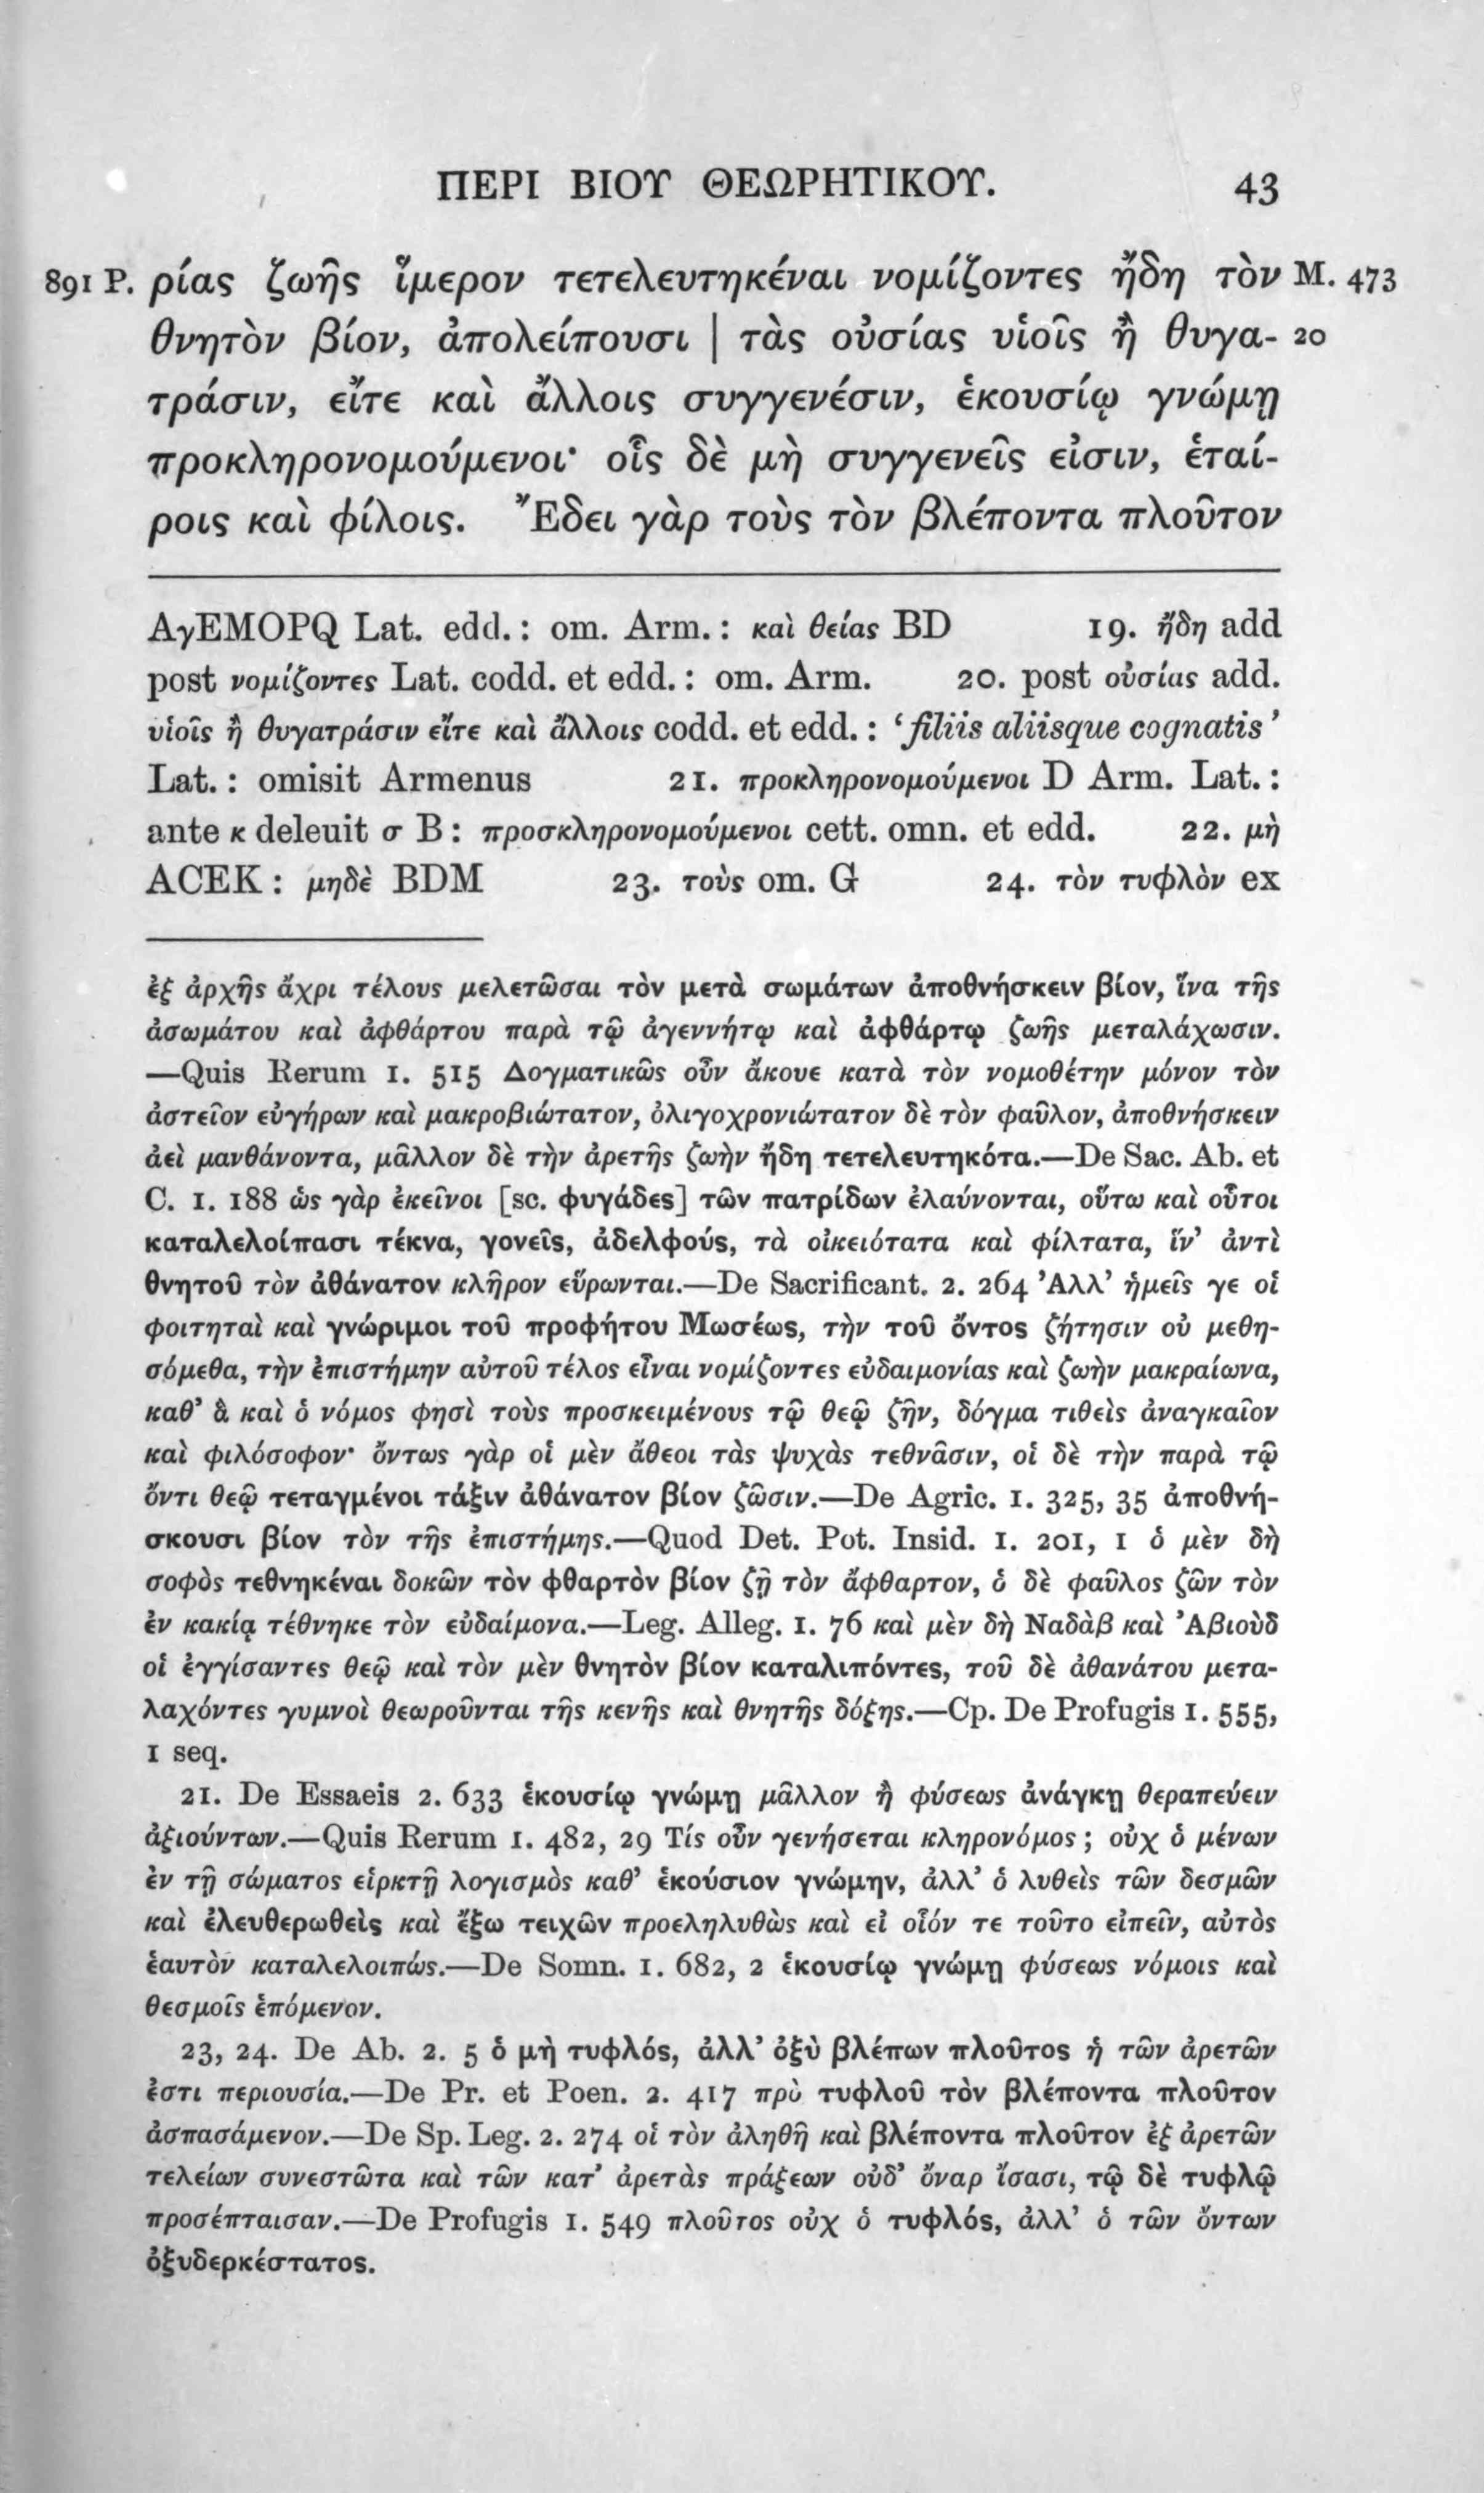 ΠΕΡΙ ΒΙΟΥ ΘΕΩΡΗΤΙΚΟΥ. 43
891 P. ρίας ζωῆς ἵμερον τετελευτηκέναι νομίζοντες ἤδη τὸν M. 473
θνητὸν βίον, ἀπολείπουσι | τὰς οὐσίας υἱοῖς ἢ θυγα- 20
τράσιν, εἴτε καὶ ἄλλοις συγγενέσιν, ἑκουσίῳ γνώμῃ
προκληρονομούμενοι· οἷς δὲ μὴ συγγενεῖς εἰσιν, ἑταί-
ροις καὶ φίλοις. Ἔδει γὰρ τοὺς τὸν βλέποντα πλοῦτον
AγEMOPQ Lat. edd.: om. Arm.: καὶ θείας BD 19. ἤδη add
post νομίζοντες Lat. codd. et edd.: om. Arm. 20. post οὐσίας add.
υἱοῖς ἢ θυγατράσιν εἴτε καὶ ἄλλοις codd. et edd.: ‘filiis aliisque cognatis’
Lat.: omisit Armenus 21. προκληρονομούμενοι D Arm. Lat.:
ante κ deleuit σ B: προσκληρονομούμενοι cett. omn. et edd. 22. μὴ
ACEK: μηδὲ BDM 23. τοὺς om. G 24. τὸν τυφλὸν ex
ἐξ ἀρχῆς ἄχρι τέλους μελετῶσαι τὸν μετὰ σωμάτων ἀποθνήσκειν βίον, ἵνα τῆς
ἀσωμάτου καὶ ἀφθάρτου παρὰ τῷ ἀγεννήτῳ καὶ ἀφθάρτῳ ζωῆς μεταλάχωσιν.
—Quis Rerum 1. 515 Δογματικῶς οὖν ἄκουε κατὰ τὸν νομοθέτην μόνον τὸν
ἀστεῖον εὐγήρων καὶ μακροβιώτατον, ὀλιγοχρονιώτατον δὲ τὸν φαῦλον, ἀποθνήσκειν
ἀεὶ μανθάνοντα, μᾶλλον δὲ τὴν ἀρετῆς ζωὴν ἤδη τετελευτηκότα.—De Sac. Ab. et
C. 1. 188 ὡς γὰρ ἐκεῖνοι [sc. φυγάδες] τῶν πατρίδων ἐλαύνονται, οὕτω καὶ οὗτοι
καταλελοίπασι τέκνα, γονεῖς, ἀδελφούς, τὰ οἰκειότατα καὶ φίλτατα, ἵν’ ἀντὶ
θνητοῦ τὸν ἀθάνατον κλῆρον εὕρωνται.—De Sacrificant. 2. 264 Ἀλλ’ ἡμεῖς γε οἱ
φοιτηταὶ καὶ γνώριμοι τοῦ προφήτου Μωσέως, τὴν τοῦ ὄντος ζήτησιν οὐ μεθη-
σόμεθα, τὴν ἐπιστήμην αὐτοῦ τέλος εἶναι νομίζοντες εὐδαιμονίας καὶ ζωὴν μακραίωνα,
καθ’ ἃ καὶ ὁ νόμος φησὶ τοὺς προσκειμένους τῷ θεῷ ζῆν, δόγμα τιθεὶς ἀναγκαῖον
καὶ φιλόσοφον· ὄντως γὰρ οἱ μὲν ἄθεοι τὰς ψυχὰς τεθνᾶσιν, οἱ δὲ τὴν παρὰ τῷ
ὄντι θεῷ τεταγμένοι τάξιν ἀθάνατον βίον ζῶσιν.—De Agric. 1. 325, 35 ἀποθνή-
σκουσι βίον τὸν τῆς ἐπιστήμης.—Quod Det. Pot. Insid. 1. 201, 1 ὁ μὲν δὴ
σοφὸς τεθνηκέναι δοκῶν τὸν φθαρτὸν βίον ζῇ τὸν ἄφθαρτον, ὁ δὲ φαῦλος ζῶν τὸν
ἐν κακίᾳ τέθνηκε τὸν εὐδαίμονα.—Leg. Alleg. 1. 76 καὶ μὲν δὴ Ναδὰβ καὶ Ἀβιοὺδ
οἱ ἐγγίσαντες θεῷ καὶ τὸν μὲν θνητὸν βίον καταλιπόντες, τοῦ δὲ ἀθανάτου μετα-
λαχόντες γυμνοὶ θεωροῦνται τῆς κενῆς καὶ θνητῆς δόξης.—Cp. De Profugis 1. 555,
1 seq.
21. De Essaeis 2. 633 ἑκουσίῳ γνώμῃ μᾶλλον ἢ φύσεως ἀνάγκῃ θεραπεύειν
ἀξιούντων.—Quis Rerum 1. 482, 29 Τίς οὖν γενήσεται κληρονόμος; οὐχ ὁ μένων
ἐν τῇ σώματος εἱρκτῇ λογισμὸς καθ’ ἑκούσιον γνώμην, ἀλλ’ ὁ λυθεὶς τῶν δεσμῶν
καὶ ἐλευθερωθεὶς καὶ ἔξω τειχῶν προεληλυθὼς καὶ εἰ οἷόν τε τοῦτο εἰπεῖν, αὐτὸς
ἑαυτὸν καταλελοιπώς.—De Somn. 1. 682, 2 ἑκουσίῳ γνώμῃ φύσεως νόμοις καὶ
θεσμοῖς ἑπόμενον.
23, 24. De Ab. 2. 5 ὁ μὴ τυφλός, ἀλλ’ ὀξὺ βλέπων πλοῦτος ἡ τῶν ἀρετῶν
ἐστι περιουσία.—De Pr. et Poen. 2. 417 πρὸ τυφλοῦ τὸν βλέποντα πλοῦτον
ἀσπασάμενον.—De Sp. Leg. 2. 274 οἱ τὸν ἀληθῆ καὶ βλέποντα πλοῦτον ἐξ ἀρετῶν
τελείων συνεστῶτα καὶ τῶν κατ’ ἀρετὰς πράξεων οὐδ’ ὄναρ ἴσασι, τῷ δὲ τυφλῷ
προσέπταισαν.—De Profugis 1. 549 πλοῦτος οὐχ ὁ τυφλός, ἀλλ’ ὁ τῶν ὄντων
ὀξυδερκέστατος.